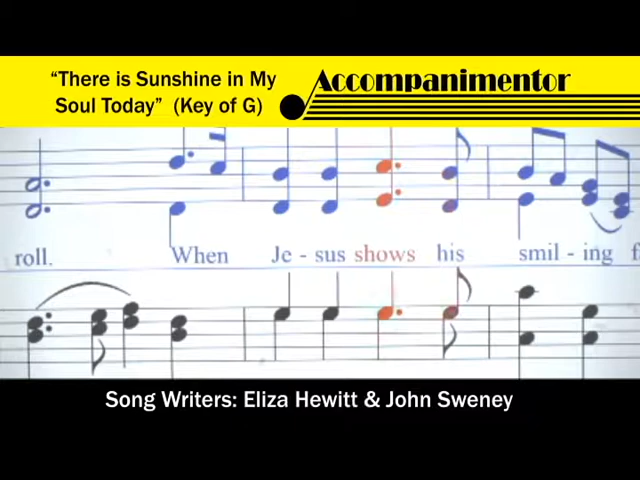 “There is Sunshine in My
Soul Today” (Key of G)
Accompanimentor
roll. When Je - sus shows his smil - ing
Song Writers: Eliza Hewitt & John Sweney